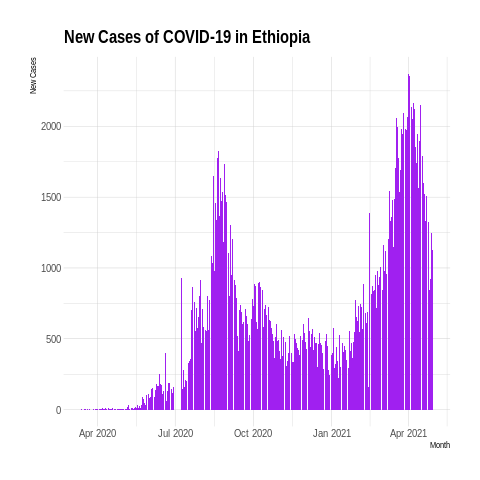 New Cases of COVID-19 in Ethiopia
New Cases
2000
1500
1000
500
0
Apr 2020 Jul 2020 Oct 2020 Jan 2021 Apr 2021
Month